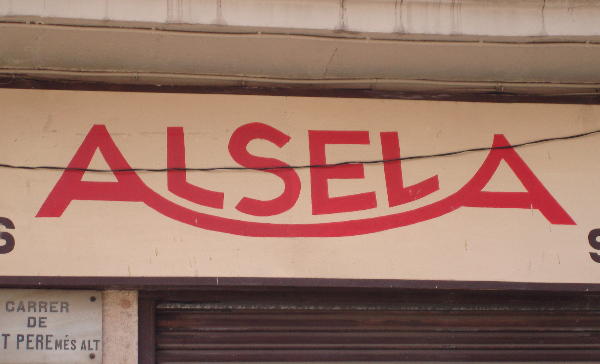 ALSELA
S
S
CARRER
DE
T PERE MÉS ALT